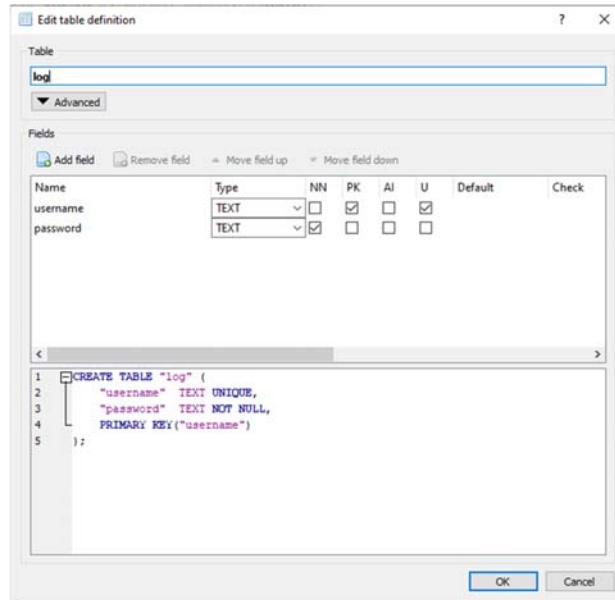 Edit table definition ? X
Table
log
Advanced
Fields
Add field Remove field Move field up Move field down
Name Type NN PK AI U Default Check
username TEXT
password TEXT
1 CREATE TABLE "log" (
2 "username" TEXT UNIQUE,
3 "password" TEXT NOT NULL,
4 PRIMARY KEY("username")
5 );
OK Cancel